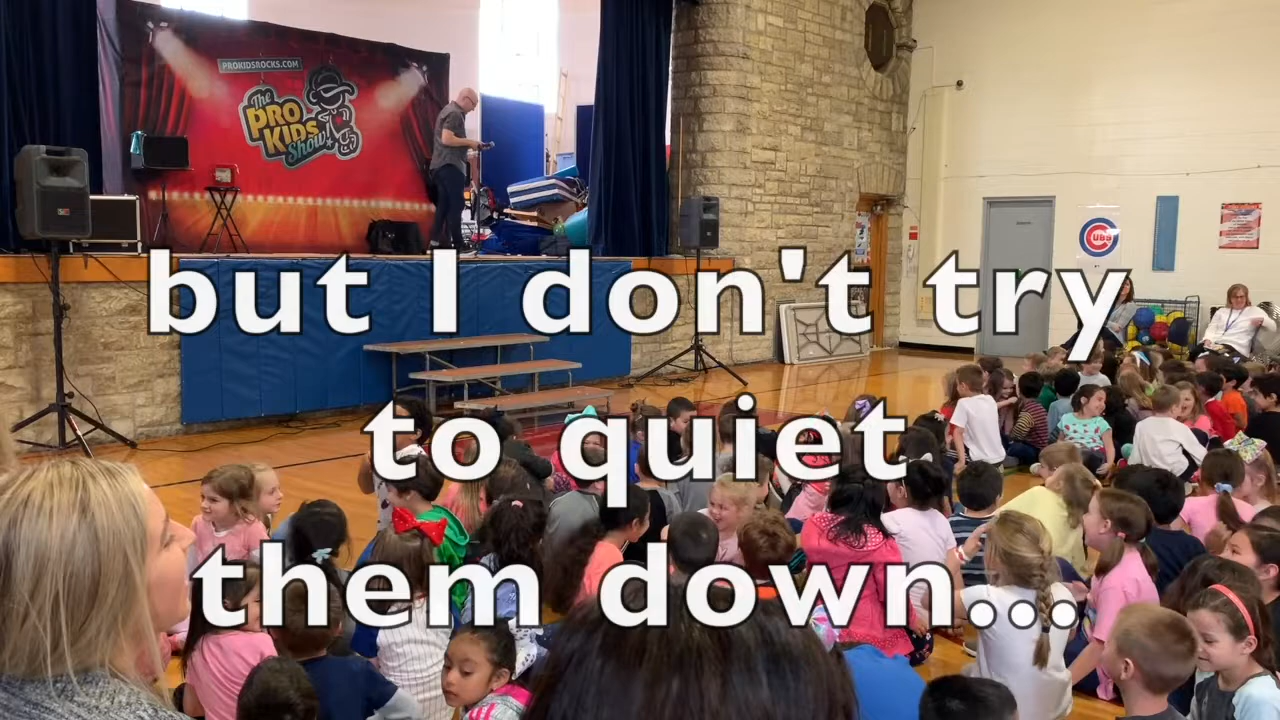 PROKIDSROCKS.COM
The
PRO
KIDS
Show
CUBS
but I don't try
to quiet
them down...